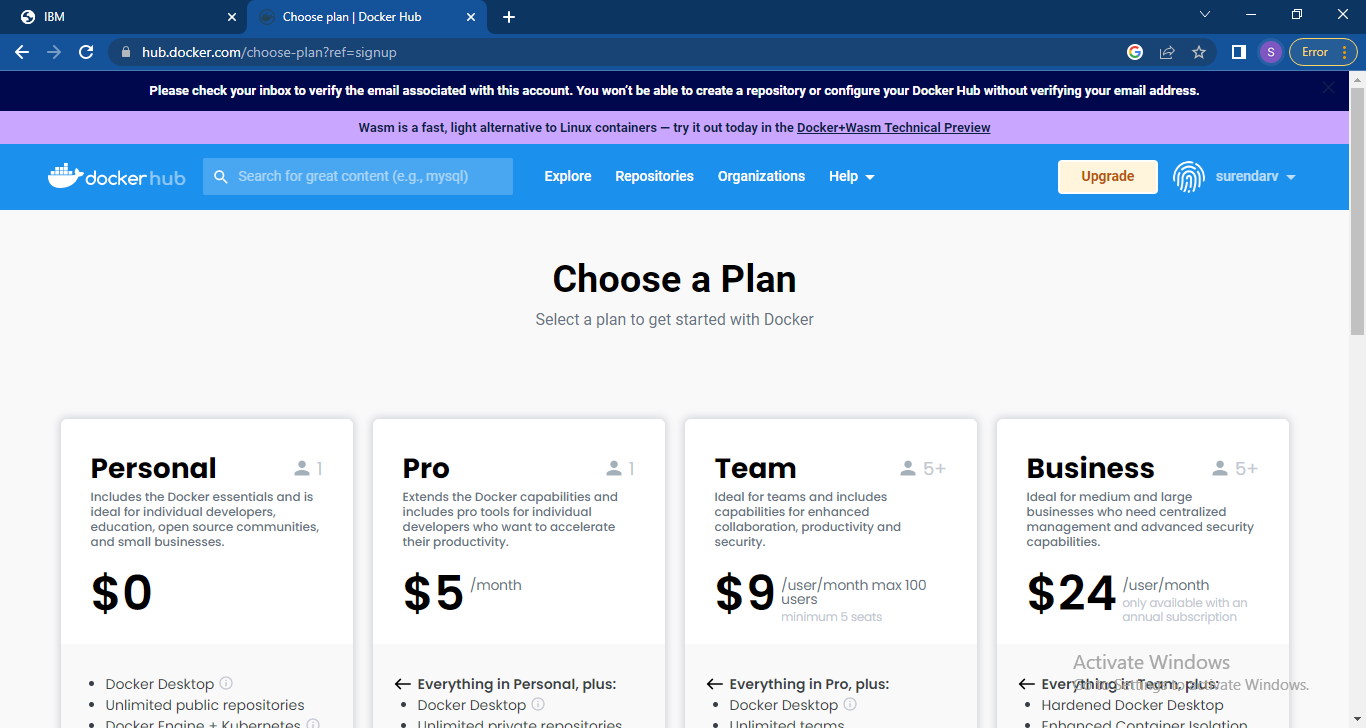 IBM
Choose plan | Docker Hub
hub.docker.com/choose-plan?ref=signup
S
Error
Please check your inbox to verify the email associated with this account. You won't be able to create a repository or configure your Docker Hub without verifying your email address.
Wasm is a fast, light alternative to Linux containers — try it out today in the Docker+Wasm Technical Preview
docker hub
Search for great content (e.g., mysql)
Explore
Repositories
Organizations
Help
Upgrade
surendarv
Choose a Plan
Select a plan to get started with Docker
Personal
1
Includes the Docker essentials and is
ideal for individual developers,
education, open source communities,
and small businesses.
$0
Docker Desktop
Unlimited public repositories
Docker Engine + Kubernetes
Pro
1
Extends the Docker capabilities and
includes pro tools for individual
developers who want to accelerate
their productivity.
$5 /month
Everything in Personal, plus:
Docker Desktop
Unlimited private repositories
Team
5+
Ideal for teams and includes
capabilities for enhanced
collaboration, productivity and
security.
$9 /user/month max 100
users
minimum 5 seats
Everything in Pro, plus:
Docker Desktop
Unlimited teams
Business
5+
Ideal for medium and large
businesses who need centralized
management and advanced security
capabilities.
$24 /user/month
only available with an
annual subscription
Everything in Team, plus:
Hardened Docker Desktop
Enhanced Container Isolation
Activate Windows
Go to Settings to activate Windows.